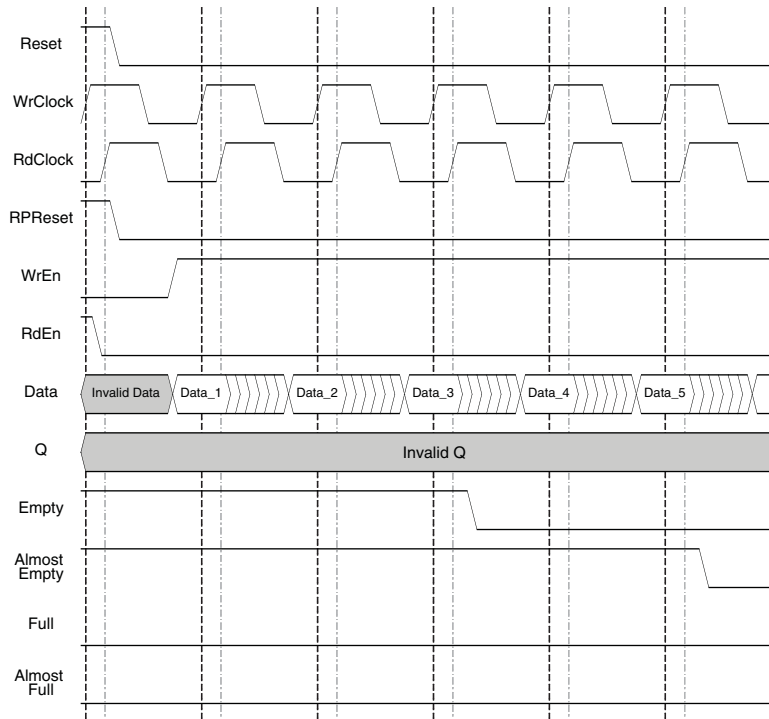 Reset
WrClock
RdClock
RPReset
WrEn
RdEn
Data
Invalid Data
Data_1
Data_2
Data_3
Data_4
Data_5
Q
Invalid Q
Empty
Almost
Empty
Full
Almost
Full